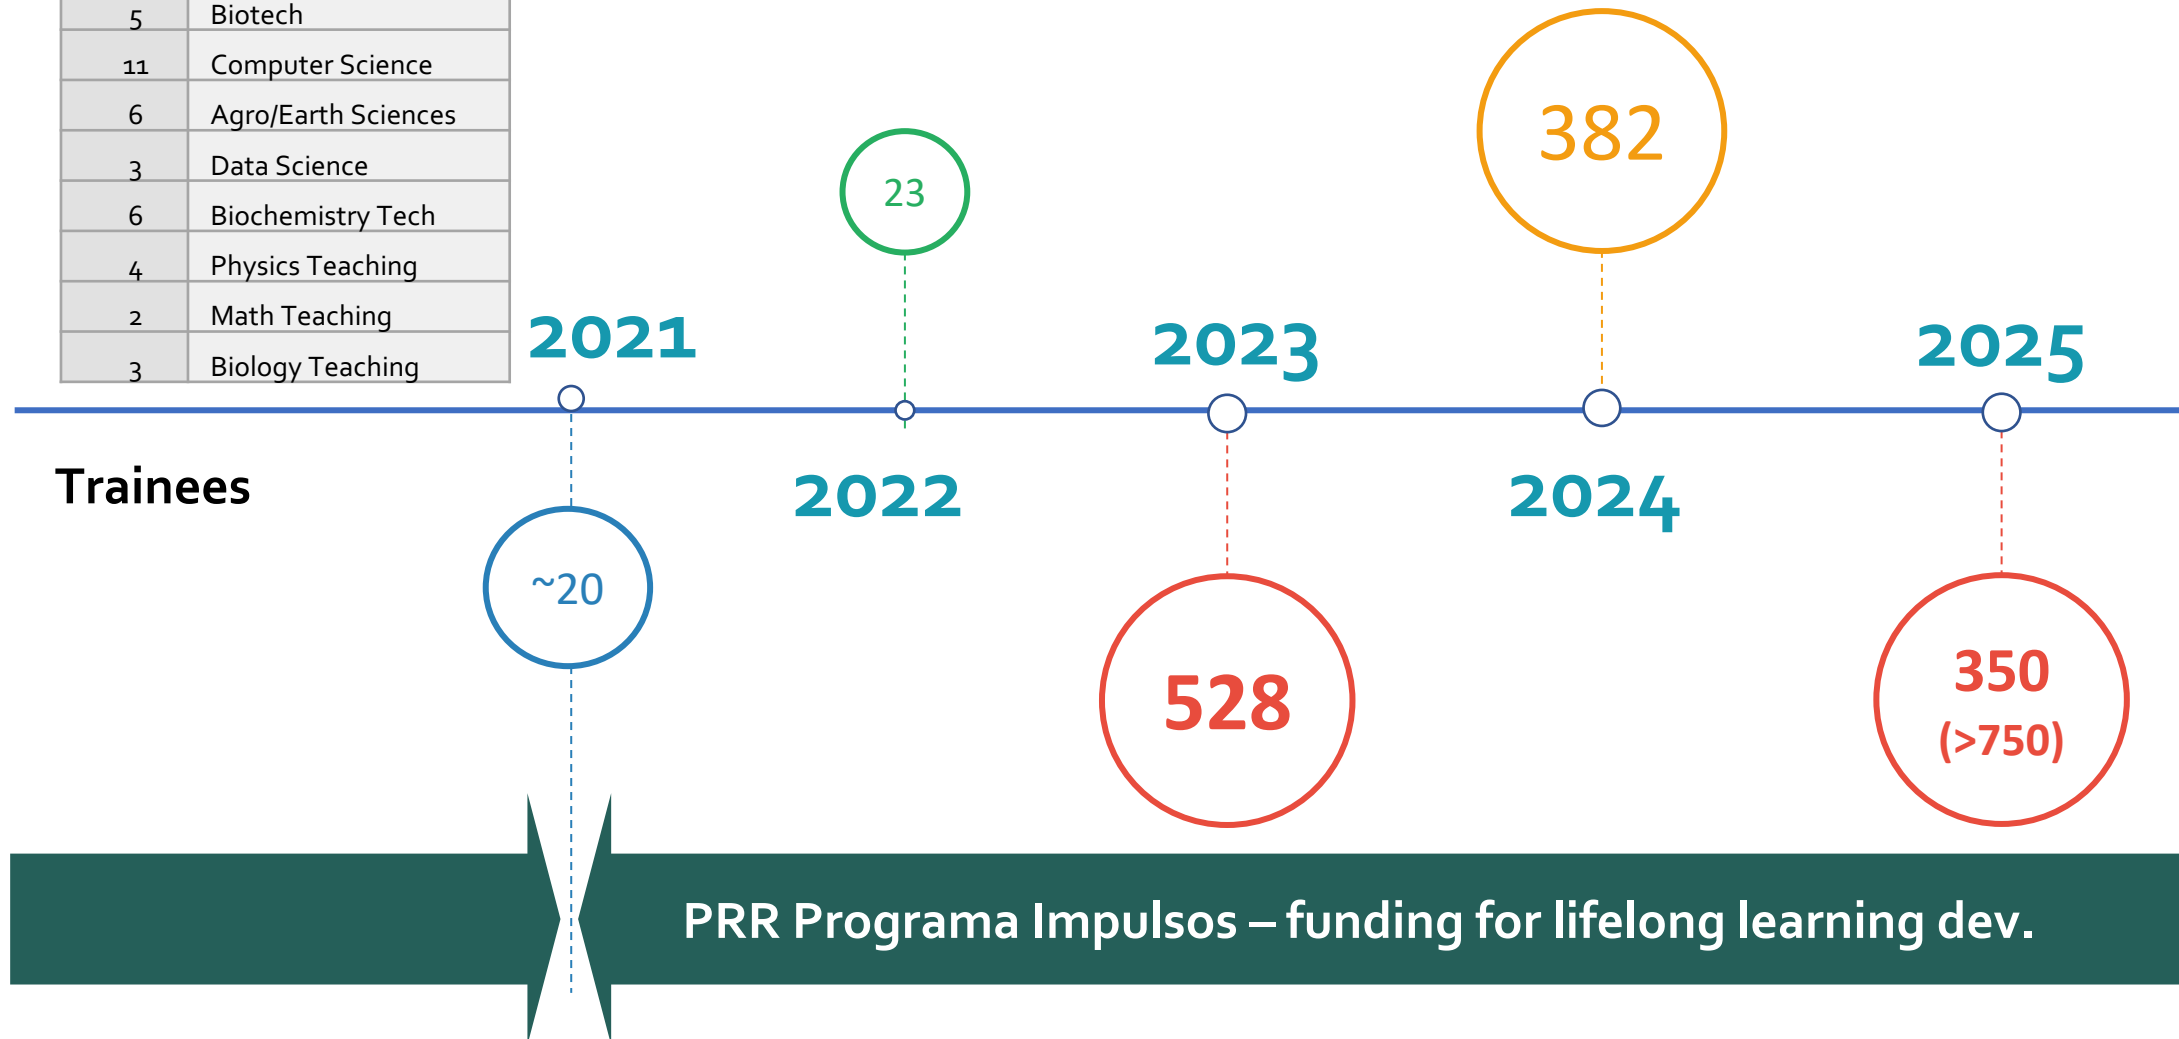 5 Biotech
11 Computer Science
6 Agro/Earth Sciences
3 Data Science
6 Biochemistry Tech
4 Physics Teaching
2 Math Teaching
3 Biology Teaching
382
23
2021
2023
2025
Trainees
2022
2024
~20
528
350
(>750)
PRR Programa Impulsos – funding for lifelong learning dev.